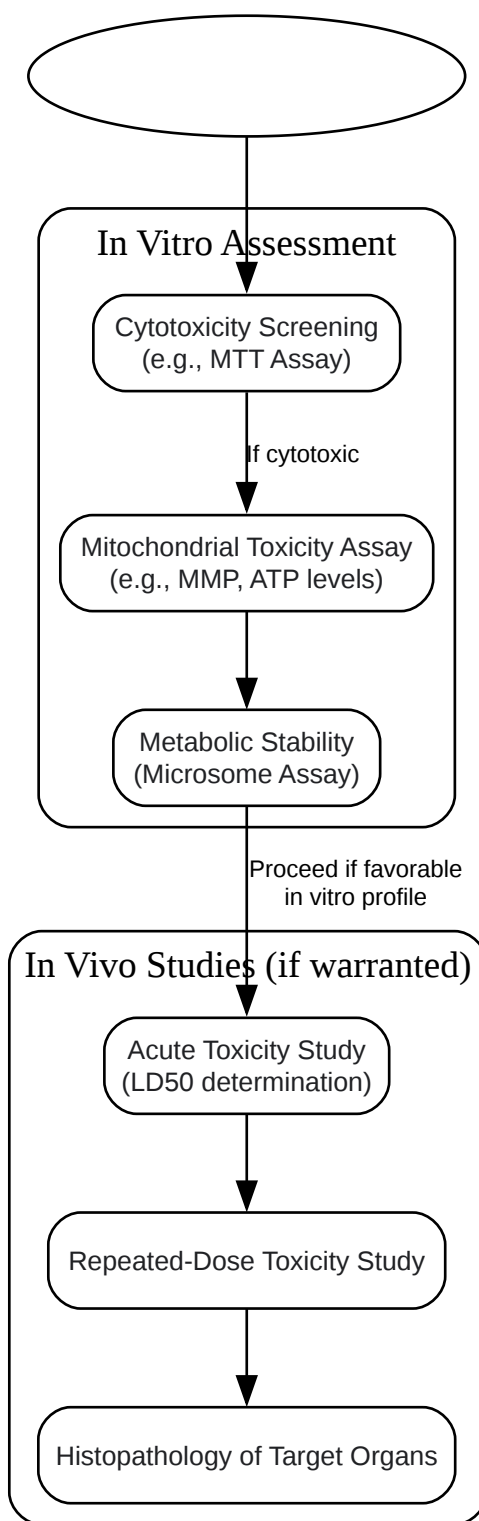 In Vitro Assessment
Cytotoxicity Screening
(e.g., MTT Assay)
If cytotoxic
Mitochondrial Toxicity Assay
(e.g., MMP, ATP levels)
Metabolic Stability
(Microsome Assay)
Proceed if favorable
in vitro profile
In Vivo Studies (if warranted)
Acute Toxicity Study
(LD50 determination)
Repeated-Dose Toxicity Study
Histopathology of Target Organs